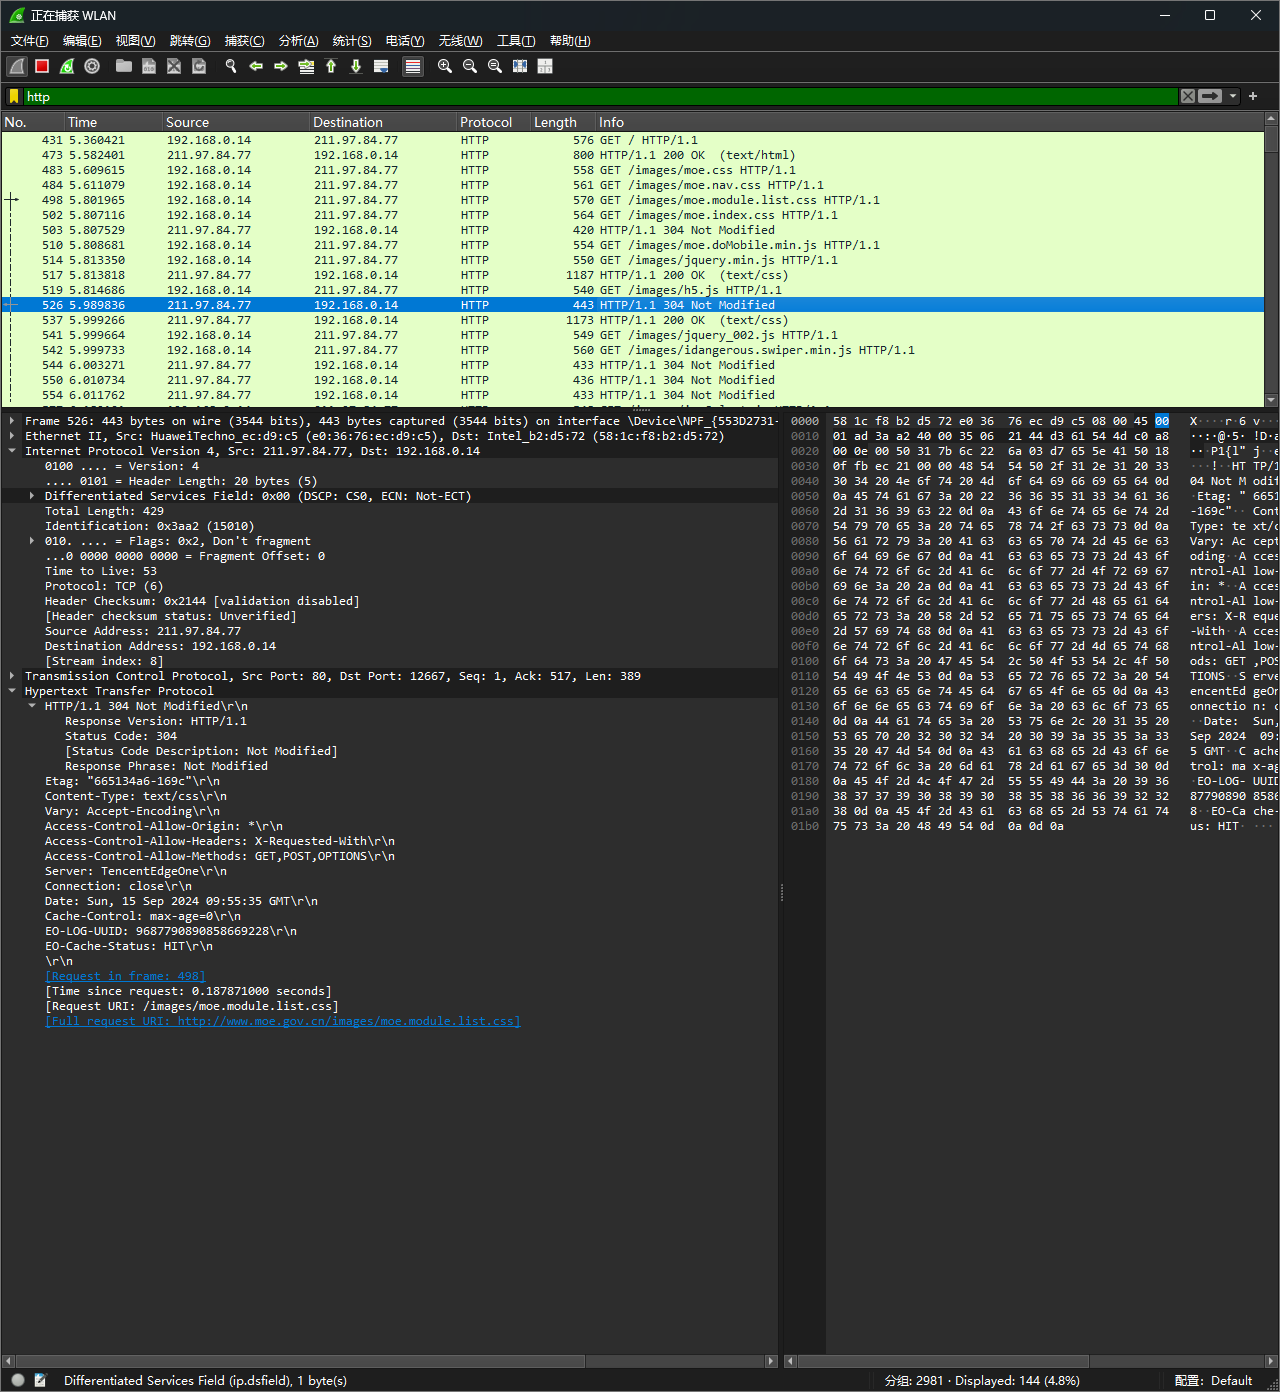 正在捕获 WLAN
文件(F) 编辑(E) 视图(V) 跳转(G) 捕获(C) 分析(A) 统计(S) 电话(Y) 无线(W) 工具(T) 帮助(H)
http
No. Time Source Destination Protocol Length Info
431 5.360421 192.168.0.14 211.97.84.77 HTTP 576 GET / HTTP/1.1
473 5.582401 211.97.84.77 192.168.0.14 HTTP 800 HTTP/1.1 200 OK (text/html)
483 5.609615 192.168.0.14 211.97.84.77 HTTP 558 GET /images/moe.css HTTP/1.1
484 5.611079 192.168.0.14 211.97.84.77 HTTP 561 GET /images/moe.nav.css HTTP/1.1
498 5.801965 192.168.0.14 211.97.84.77 HTTP 570 GET /images/moe.module.list.css HTTP/1.1
502 5.807116 192.168.0.14 211.97.84.77 HTTP 564 GET /images/moe.index.css HTTP/1.1
503 5.807529 211.97.84.77 192.168.0.14 HTTP 420 HTTP/1.1 304 Not Modified
510 5.808681 192.168.0.14 211.97.84.77 HTTP 554 GET /images/moe.doMobile.min.js HTTP/1.1
514 5.813350 192.168.0.14 211.97.84.77 HTTP 550 GET /images/jquery.min.js HTTP/1.1
517 5.813818 211.97.84.77 192.168.0.14 HTTP 1187 HTTP/1.1 200 OK (text/css)
519 5.814686 192.168.0.14 211.97.84.77 HTTP 540 GET /images/h5.js HTTP/1.1
526 5.989836 211.97.84.77 192.168.0.14 HTTP 443 HTTP/1.1 304 Not Modified
537 5.999266 211.97.84.77 192.168.0.14 HTTP 1173 HTTP/1.1 200 OK (text/css)
541 5.999664 192.168.0.14 211.97.84.77 HTTP 549 GET /images/jquery_002.js HTTP/1.1
542 5.999733 192.168.0.14 211.97.84.77 HTTP 560 GET /images/idangerous.swiper.min.js HTTP/1.1
544 6.003271 211.97.84.77 192.168.0.14 HTTP 433 HTTP/1.1 304 Not Modified
550 6.010734 211.97.84.77 192.168.0.14 HTTP 436 HTTP/1.1 304 Not Modified
554 6.011762 211.97.84.77 192.168.0.14 HTTP 433 HTTP/1.1 304 Not Modified
Frame 526: 443 bytes on wire (3544 bits), 443 bytes captured (3544 bits) on interface \Device\NPF_{553D2731-
Ethernet II, Src: HuaweiTechno_ec:d9:c5 (e0:36:76:ec:d9:c5), Dst: Intel_b2:d5:72 (58:1c:f8:b2:d5:72)
Internet Protocol Version 4, Src: 211.97.84.77, Dst: 192.168.0.14
0100 .... = Version: 4
.... 0101 = Header Length: 20 bytes (5)
Differentiated Services Field: 0x00 (DSCP: CS0, ECN: Not-ECT)
Total Length: 429
Identification: 0x3aa2 (15010)
010. .... = Flags: 0x2, Don't fragment
...0 0000 0000 0000 = Fragment Offset: 0
Time to Live: 53
Protocol: TCP (6)
Header Checksum: 0x2144 [validation disabled]
[Header checksum status: Unverified]
Source Address: 211.97.84.77
Destination Address: 192.168.0.14
[Stream index: 8]
Transmission Control Protocol, Src Port: 80, Dst Port: 12667, Seq: 1, Ack: 517, Len: 389
Hypertext Transfer Protocol
HTTP/1.1 304 Not Modified\r\n
Response Version: HTTP/1.1
Status Code: 304
[Status Code Description: Not Modified]
Response Phrase: Not Modified
Etag: "665134a6-169c"\r\n
Content-Type: text/css\r\n
Vary: Accept-Encoding\r\n
Access-Control-Allow-Origin: *\r\n
Access-Control-Allow-Headers: X-Requested-With\r\n
Access-Control-Allow-Methods: GET,POST,OPTIONS\r\n
Server: TencentEdgeOne\r\n
Connection: close\r\n
Date: Sun, 15 Sep 2024 09:55:35 GMT\r\n
Cache-Control: max-age=0\r\n
EO-LOG-UUID: 9687790890858669228\r\n
EO-Cache-Status: HIT\r\n
\r\n
[Request in frame: 498]
[Time since request: 0.187871000 seconds]
[Request URI: /images/moe.module.list.css]
[Full request URI: http://www.moe.gov.cn/images/moe.module.list.css]
0000 58 1c f8 b2 d5 72 e0 36 76 ec d9 c5 08 00 45 00 X····r·6 v···
0010 01 ad 3a a2 40 00 35 06 21 44 d3 61 54 4d c0 a8 ··:·@·5· !D·a
0020 00 0e 00 50 31 7b 6c 22 6a 03 d7 65 5e 41 50 18 ···P1{l" j··e
0030 0f fb ec 21 00 00 48 54 54 50 2f 31 2e 31 20 33 ···!··HT TP/1
0040 30 34 20 4e 6f 74 20 4d 6f 64 69 66 69 65 64 0d 04 Not M odif
0050 0a 45 74 61 67 3a 20 22 36 36 35 31 33 34 61 36 ·Etag: " 6651
0060 2d 31 36 39 63 22 0d 0a 43 6f 6e 74 65 6e 74 2d -169c"·· Cont
0070 54 79 70 65 3a 20 74 65 78 74 2f 63 73 73 0d 0a Type: te xt/c
0080 56 61 72 79 3a 20 41 63 63 65 70 74 2d 45 6e 63 Vary: Ac cept
0090 6f 64 69 6e 67 0d 0a 41 63 63 65 73 73 2d 43 6f oding··A cces
00a0 6e 74 72 6f 6c 2d 41 6c 6c 6f 77 2d 4f 72 69 67 ntrol-Al low-
00b0 69 6e 3a 20 2a 0d 0a 41 63 63 65 73 73 2d 43 6f in: *··A cces
00c0 6e 74 72 6f 6c 2d 41 6c 6c 6f 77 2d 48 65 61 64 ntrol-Al low-
00d0 65 72 73 3a 20 58 2d 52 65 71 75 65 73 74 65 64 ers: X-R eque
00e0 2d 57 69 74 68 0d 0a 41 63 63 65 73 73 2d 43 6f -With··A cces
00f0 6e 74 72 6f 6c 2d 41 6c 6c 6f 77 2d 4d 65 74 68 ntrol-Al low-
0100 6f 64 73 3a 20 47 45 54 2c 50 4f 53 54 2c 4f 50 ods: GET ,POS
0110 54 49 4f 4e 53 0d 0a 53 65 72 76 65 72 3a 20 54 TIONS··S erve
0120 65 6e 63 65 6e 74 45 64 67 65 4f 6e 65 0d 0a 43 encentEd geOn
0130 6f 6e 6e 65 63 74 69 6f 6e 3a 20 63 6c 6f 73 65 onnectio n: c
0140 0d 0a 44 61 74 65 3a 20 53 75 6e 2c 20 31 35 20 ··Date: Sun,
0150 53 65 70 20 32 30 32 34 20 30 39 3a 35 35 3a 33 Sep 2024 09:
0160 35 20 47 4d 54 0d 0a 43 61 63 68 65 2d 43 6f 6e 5 GMT··C ache
0170 74 72 6f 6c 3a 20 6d 61 78 2d 61 67 65 3d 30 0d trol: ma x-ag
0180 0a 45 4f 2d 4c 4f 47 2d 55 55 49 44 3a 20 39 36 ·EO-LOG- UUID
0190 38 37 37 39 30 38 39 30 38 35 38 36 36 39 32 32 87790890 8586
01a0 38 0d 0a 45 4f 2d 43 61 63 68 65 2d 53 74 61 74 8··EO-Ca che-
01b0 75 73 3a 20 48 49 54 0d 0a 0d 0a us: HIT· ···
Differentiated Services Field (ip.dsfield), 1 byte(s) 分组: 2981 · Displayed: 144 (4.8%) 配置: Default